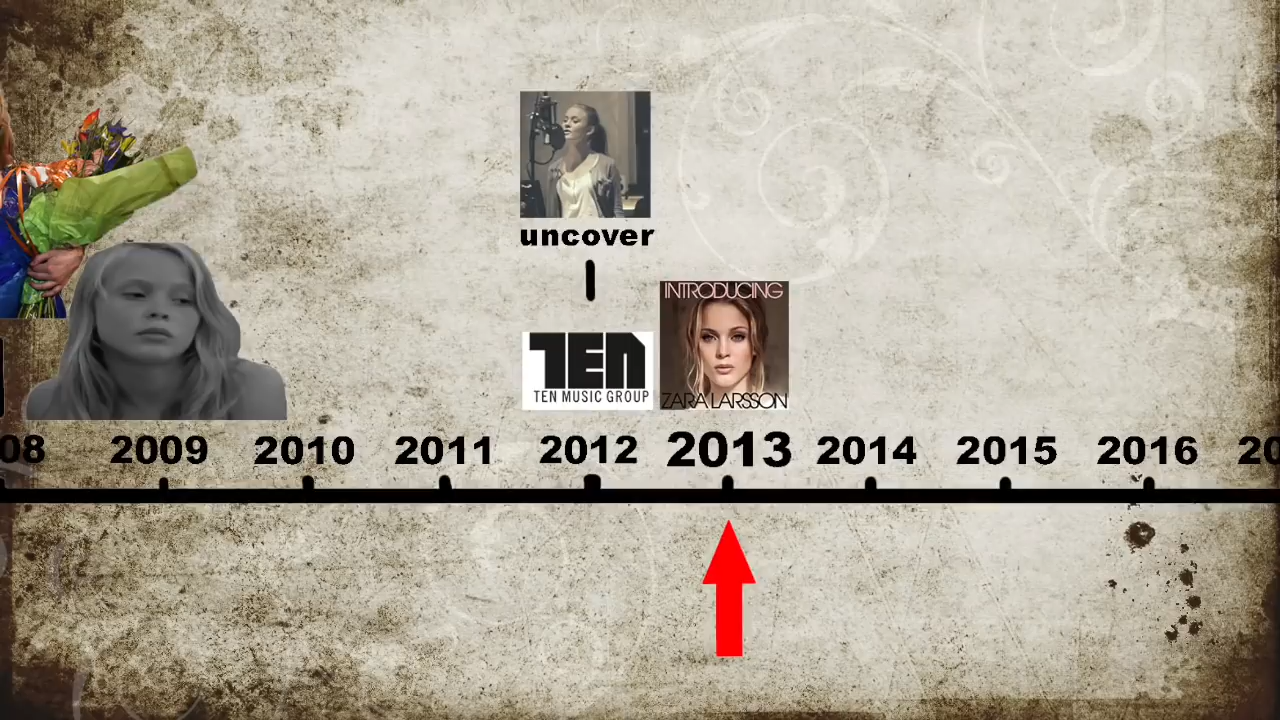 uncover
INTRODUCING
TEN
TEN MUSIC GROUP
ZARA LARSSON
08 2009 2010 2011 2012 2013 2014 2015 2016 20